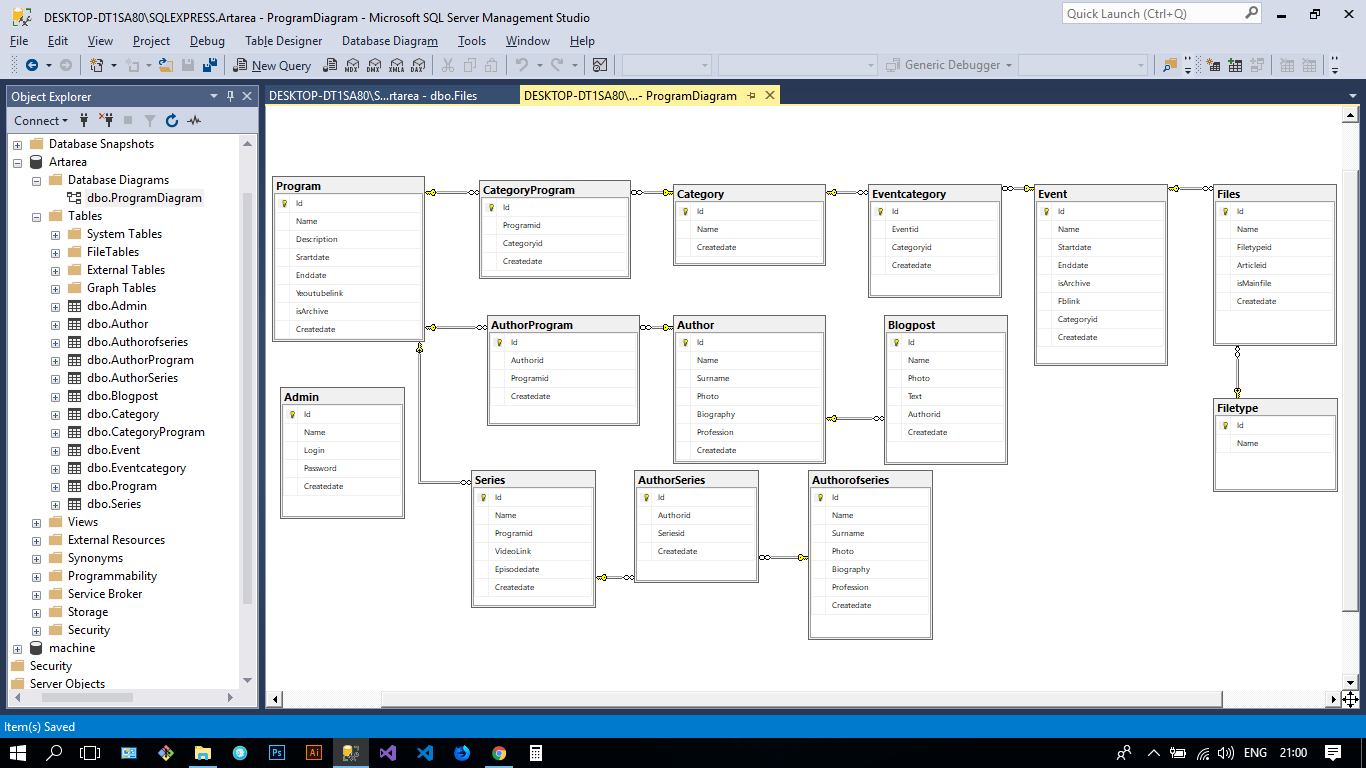 DESKTOP-DT1SA80\SQLEXPRESS.Artarea - ProgramDiagram - Microsoft SQL Server Management Studio
Quick Launch (Ctrl+Q)
File Edit View Project Debug Table Designer Database Diagram Tools Window Help
New Query MDX DMX XMLA DAX Generic Debugger
Object Explorer
Connect
Database Snapshots
Artarea
Database Diagrams
dbo.ProgramDiagram
Tables
System Tables
FileTables
External Tables
Graph Tables
dbo.Admin
dbo.Author
dbo.Authorofseries
dbo.AuthorProgram
dbo.AuthorSeries
dbo.Blogpost
dbo.Category
dbo.CategoryProgram
dbo.Event
dbo.Eventcategory
dbo.Program
dbo.Series
Views
External Resources
Synonyms
Programmability
Service Broker
Storage
Security
machine
Security
Server Objects
DESKTOP-DT1SA80\S...rtarea - dbo.Files
DESKTOP-DT1SA80\...- ProgramDiagram
Program
Id
Name
Description
Srartdate
Enddate
Yeoutubelink
isArchive
Createdate
CategoryProgram
Id
Programid
Categoryid
Createdate
Category
Id
Name
Createdate
Eventcategory
Id
Eventid
Categoryid
Createdate
Event
Id
Name
Startdate
Enddate
isArchive
Fblink
Categoryid
Createdate
Files
Id
Name
Filetypeid
Articleid
isMainfile
Createdate
AuthorProgram
Id
Authorid
Programid
Createdate
Author
Id
Name
Surname
Photo
Biography
Profession
Createdate
Blogpost
Id
Name
Photo
Text
Authorid
Createdate
Admin
Id
Name
Login
Password
Createdate
Filetype
Id
Name
Series
Id
Name
Programid
VideoLink
Episodedate
Createdate
AuthorSeries
Id
Authorid
Seriesid
Createdate
Authorofseries
Id
Name
Surname
Photo
Biography
Profession
Createdate
Item(s) Saved
Ps Ai ENG 21:00